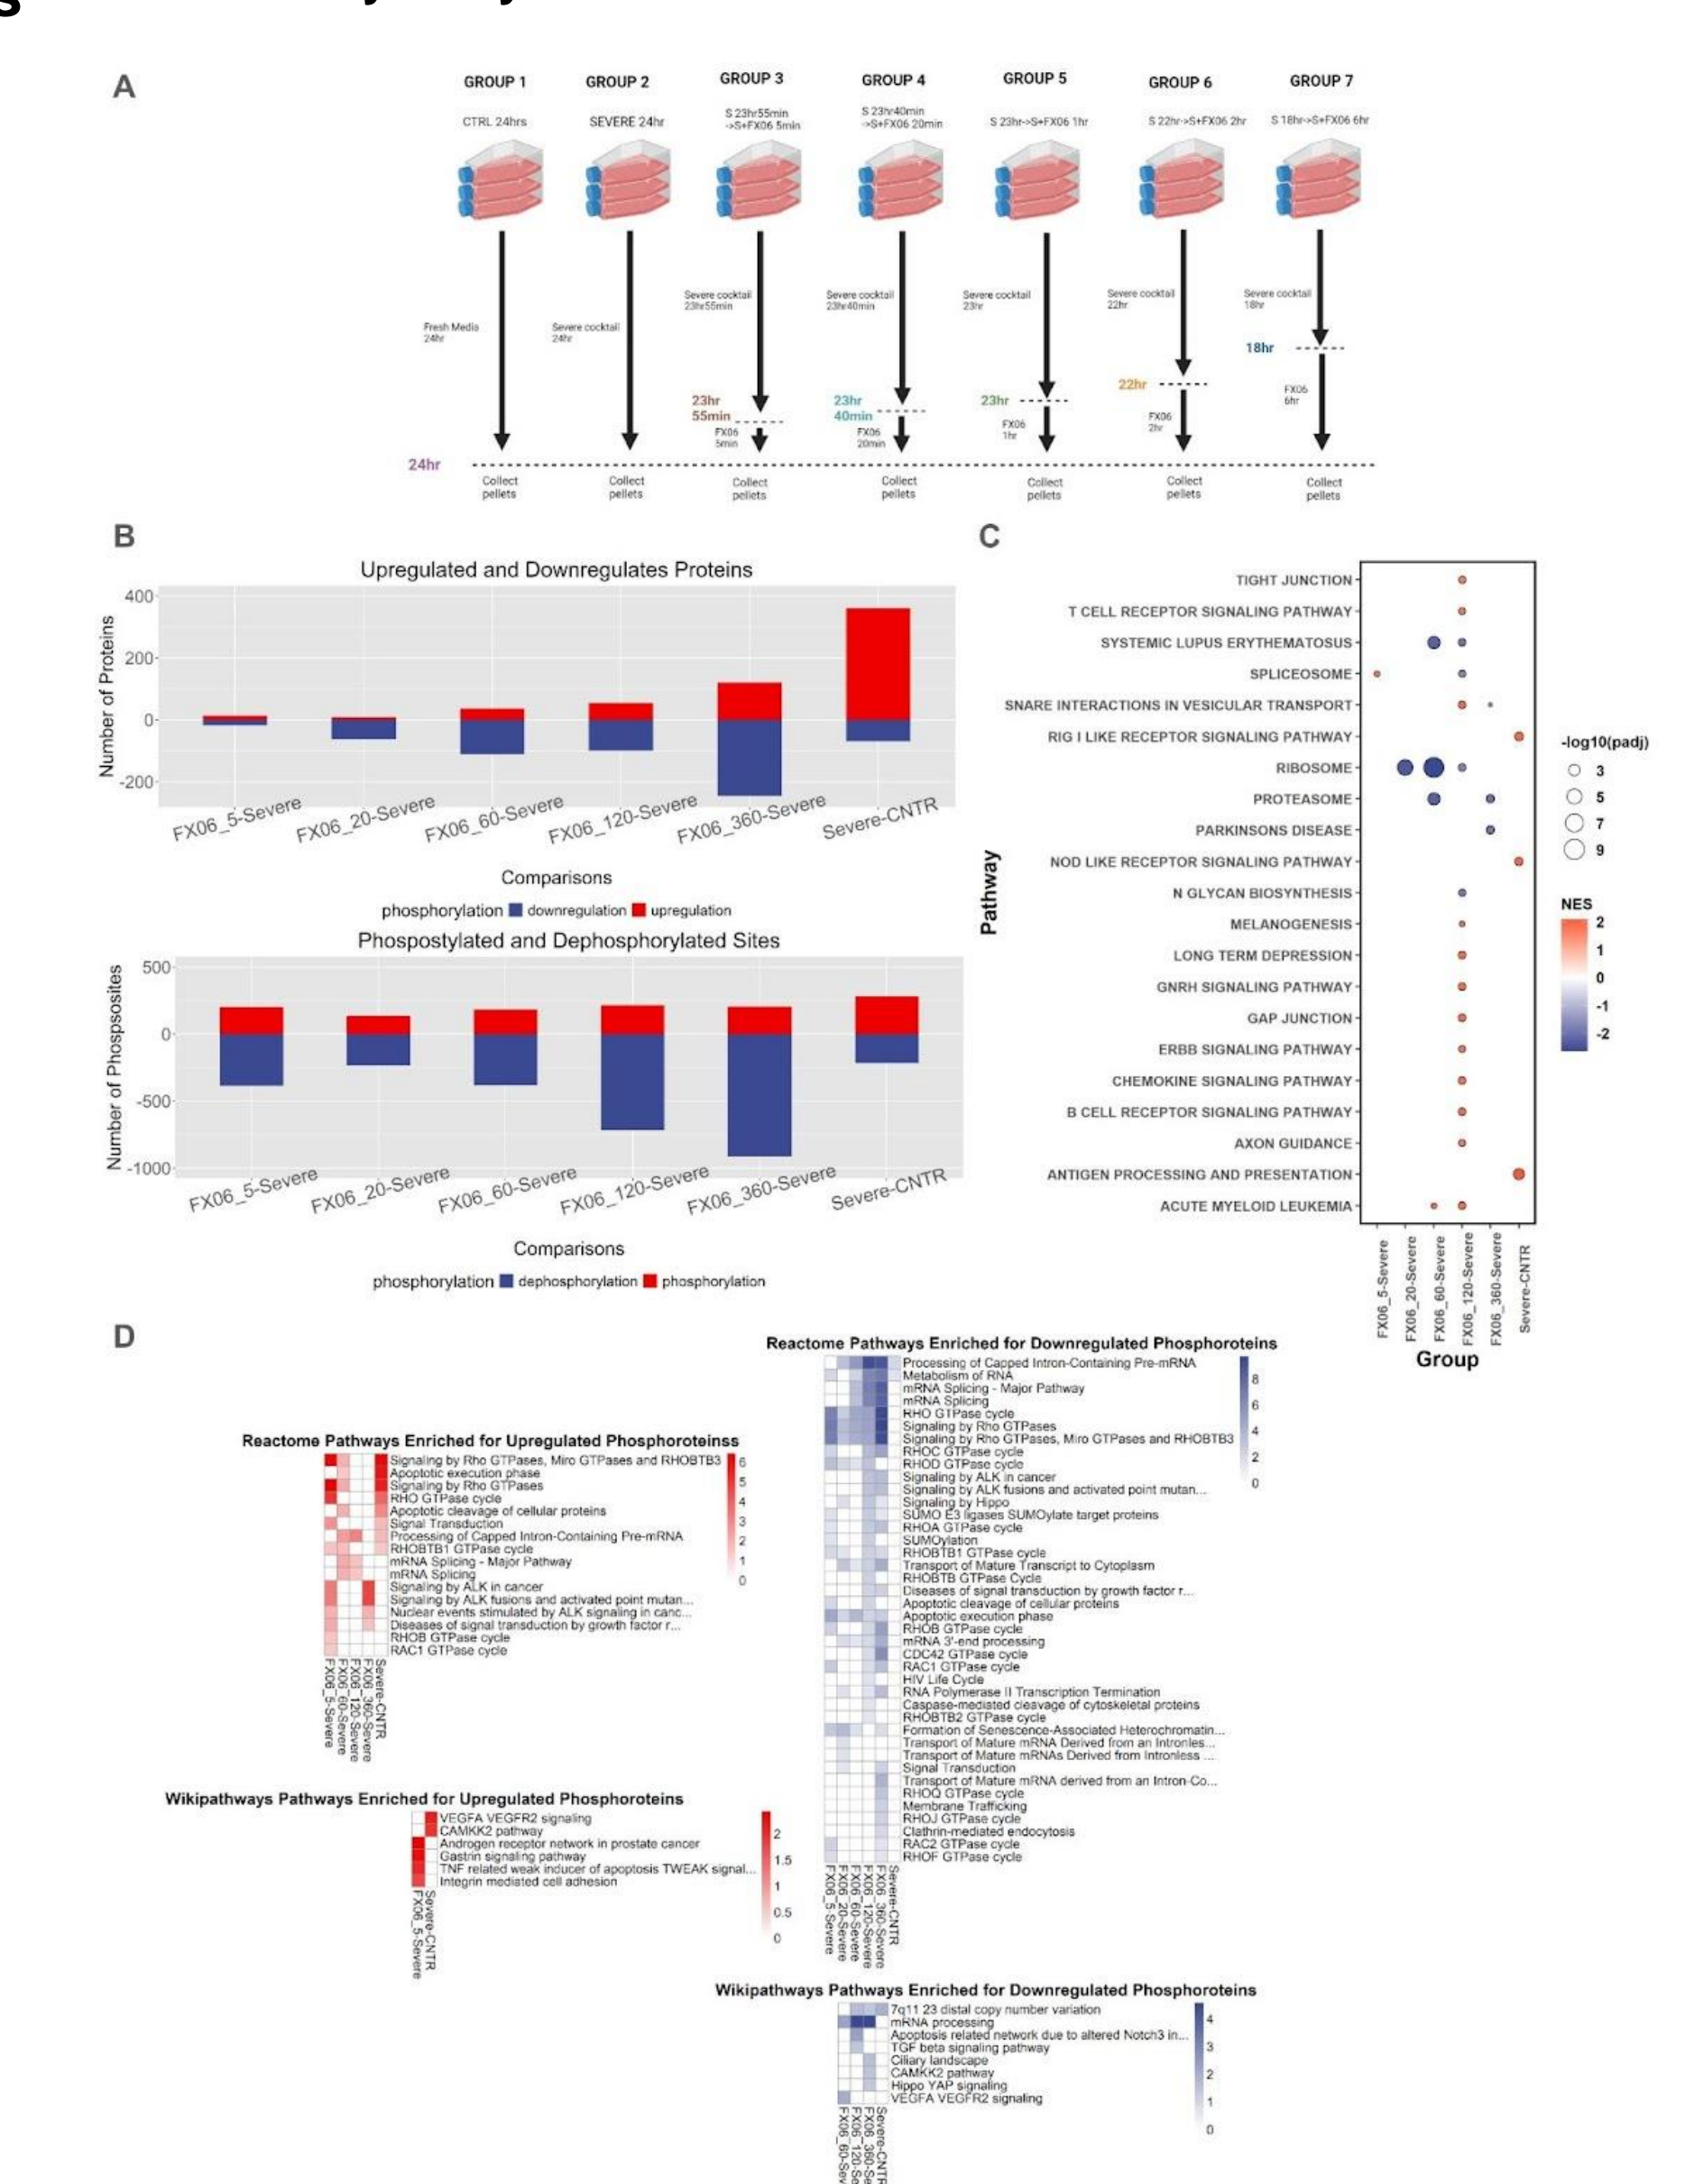 A
GROUP 1
GROUP 2
GROUP 3
GROUP 4
GROUP 5
GROUP 6
GROUP 7
CTRL 24hrs
SEVERE 24hr
S 23hr55min
->S+FX06 5min
S 23hr40min
->S+FX06 20min
S 23hr->S+FX06 1hr
S 22hr->S+FX06 2hr
S 18hr->S+FX06 6hr
Fresh Media
24hr
Severe cocktail
24hr
Severe cocktail
23hr55min
Severe cocktail
23hr40min
Severe cocktail
23hr
Severe cocktail
22hr
Severe cocktail
18hr
23hr
55min
FX06
5min
23hr
40min
FX06
20min
23hr
FX06
1hr
22hr
FX06
2hr
18hr
FX06
6hr
24hr
Collect
pellets
Collect
pellets
Collect
pellets
Collect
pellets
Collect
pellets
Collect
pellets
Collect
pellets
B
Upregulated and Downregulates Proteins
Number of Proteins
400
200
0
-200
FX06_5-Severe
FX06_20-Severe
FX06_60-Severe
FX06_120-Severe
FX06_360-Severe
Severe-CNTR
Comparisons
phosphorylation downregulation upregulation
Phospostylated and Dephosphorylated Sites
Number of Phospsosites
500
0
-500
-1000
FX06_5-Severe
FX06_20-Severe
FX06_60-Severe
FX06_120-Severe
FX06_360-Severe
Severe-CNTR
Comparisons
phosphorylation dephosphorylation phosphorylation
C
Pathway
TIGHT JUNCTION
T CELL RECEPTOR SIGNALING PATHWAY
SYSTEMIC LUPUS ERYTHEMATOSUS
SPLICEOSOME
SNARE INTERACTIONS IN VESICULAR TRANSPORT
RIG I LIKE RECEPTOR SIGNALING PATHWAY
RIBOSOME
PROTEASOME
PARKINSONS DISEASE
NOD LIKE RECEPTOR SIGNALING PATHWAY
N GLYCAN BIOSYNTHESIS
MELANOGENESIS
LONG TERM DEPRESSION
GNRH SIGNALING PATHWAY
GAP JUNCTION
ERBB SIGNALING PATHWAY
CHEMOKINE SIGNALING PATHWAY
B CELL RECEPTOR SIGNALING PATHWAY
AXON GUIDANCE
ANTIGEN PROCESSING AND PRESENTATION
ACUTE MYELOID LEUKEMIA
FX06_5-Severe
FX06_20-Severe
FX06_60-Severe
FX06_120-Severe
FX06_360-Severe
Severe-CNTR
Group
-log10(padj)
3
5
7
9
NES
2
1
0
-1
-2
D
Reactome Pathways Enriched for Upregulated Phosphoroteinss
Signaling by Rho GTPases, Miro GTPases and RHOBTB3
Apoptotic execution phase
Signaling by Rho GTPases
RHO GTPase cycle
Apoptotic cleavage of cellular proteins
Signal Transduction
Processing of Capped Intron-Containing Pre-mRNA
RHOBTB1 GTPase cycle
mRNA Splicing - Major Pathway
mRNA Splicing
Signaling by ALK in cancer
Signaling by ALK fusions and activated point mutan...
Nuclear events stimulated by ALK signaling in canc...
Diseases of signal transduction by growth factor r...
RHOB GTPase cycle
RAC1 GTPase cycle
6
5
4
3
2
1
0
FX06_5-Severe
FX06_60-Severe
FX06_120-Severe
FX06_360-Severe
Severe-CNTR
Wikipathways Pathways Enriched for Upregulated Phosphoroteins
VEGFA VEGFR2 signaling
CAMKK2 pathway
Androgen receptor network in prostate cancer
Gastrin signaling pathway
TNF related weak inducer of apoptosis TWEAK signal...
Integrin mediated cell adhesion
2
1.5
1
0.5
0
FX06_5-Severe
Severe-CNTR
Reactome Pathways Enriched for Downregulated Phosphoroteins
Processing of Capped Intron-Containing Pre-mRNA
Metabolism of RNA
mRNA Splicing - Major Pathway
mRNA Splicing
RHO GTPase cycle
Signaling by Rho GTPases
Signaling by Rho GTPases, Miro GTPases and RHOBTB3
RHOC GTPase cycle
RHOD GTPase cycle
Signaling by ALK in cancer
Signaling by ALK fusions and activated point mutan...
Signaling by Hippo
SUMO E3 ligases SUMOylate target proteins
RHOA GTPase cycle
SUMOylation
RHOBTB1 GTPase cycle
Transport of Mature Transcript to Cytoplasm
RHOBTB GTPase Cycle
Diseases of signal transduction by growth factor r...
Apoptotic cleavage of cellular proteins
Apoptotic execution phase
RHOB GTPase cycle
mRNA 3'-end processing
CDC42 GTPase cycle
RAC1 GTPase cycle
HIV Life Cycle
RNA Polymerase II Transcription Termination
Caspase-mediated cleavage of cytoskeletal proteins
RHOBTB2 GTPase cycle
Formation of Senescence-Associated Heterochromatin...
Transport of Mature mRNA Derived from an Intronles...
Transport of Mature mRNAs Derived from Intronless ...
Signal Transduction
Transport of Mature mRNA derived from an Intron-Co...
RHOQ GTPase cycle
Membrane Trafficking
RHOJ GTPase cycle
Clathrin-mediated endocytosis
RAC2 GTPase cycle
RHOF GTPase cycle
8
6
4
2
0
FX06_5-Severe
FX06_20-Severe
FX06_60-Severe
FX06_120-Severe
FX06_360-Severe
Severe-CNTR
Wikipathways Pathways Enriched for Downregulated Phosphoroteins
7q11 23 distal copy number variation
mRNA processing
Apoptosis related network due to altered Notch3 in...
TGF beta signaling pathway
Ciliary landscape
CAMKK2 pathway
Hippo YAP signaling
VEGFA VEGFR2 signaling
4
3
2
1
0
FX06_60-Sev
FX06_120-Se
FX06_360-Se
Severe-CNTR